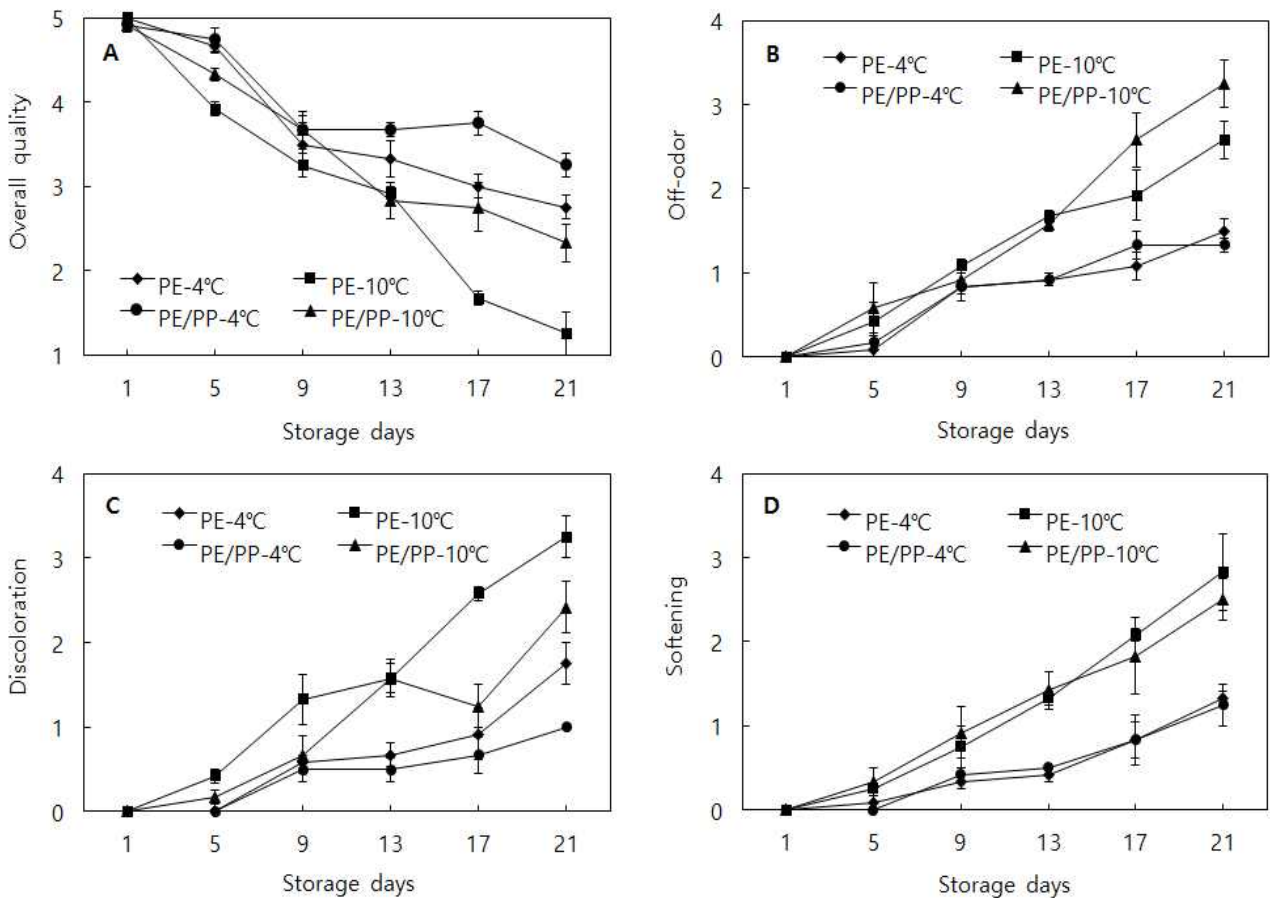 5
4
3
2
1
A
Overall quality
PE-4℃
PE-10℃
PE/PP-4℃
PE/PP-10℃
1 5 9 13 17 21
Storage days
4
3
2
1
0
B
Off-odor
PE-4℃
PE-10℃
PE/PP-4℃
PE/PP-10℃
1 5 9 13 17 21
Storage days
4
3
2
1
0
C
Discoloration
PE-4℃
PE-10℃
PE/PP-4℃
PE/PP-10℃
1 5 9 13 17 21
Storage days
4
3
2
1
0
D
Softening
PE-4℃
PE-10℃
PE/PP-4℃
PE/PP-10℃
1 5 9 13 17 21
Storage days